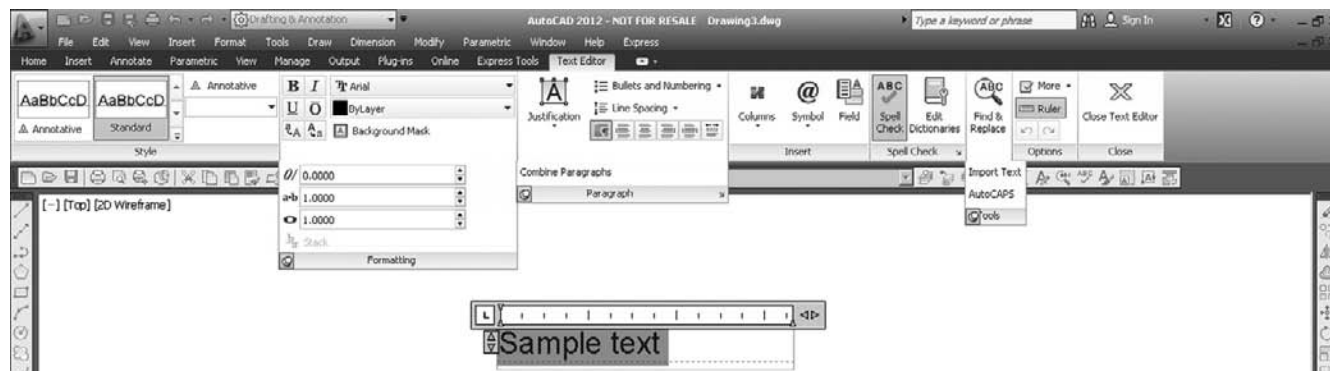 Drafting & Annotation AutoCAD 2012 - NOT FOR RESALE Drawing3.dwg Type a keyword or phrase Sign In
File Edit View Insert Format Tools Draw Dimension Modify Parametric Window Help Express
Home Insert Annotate Parametric View Manage Output Plug-ins Online Express Tools Text Editor
AaBbCcD AaBbCcD Annotative B I Arial Bullets and Numbering @ ABC ABC More
U O ByLayer Line Spacing Ruler
Annotative Standard Background Mask Justification Columns Symbol Field Spell Check Edit Dictionaries Find & Replace Close Text Editor
Style Insert Spell Check Options Close
0/ 0.0000 Combine Paragraphs Import Text
a-b 1.0000 Paragraph AutoCAPS
1.0000 Tools
Stack
Formatting
[-] [Top] [2D Wireframe]
L
Sample text